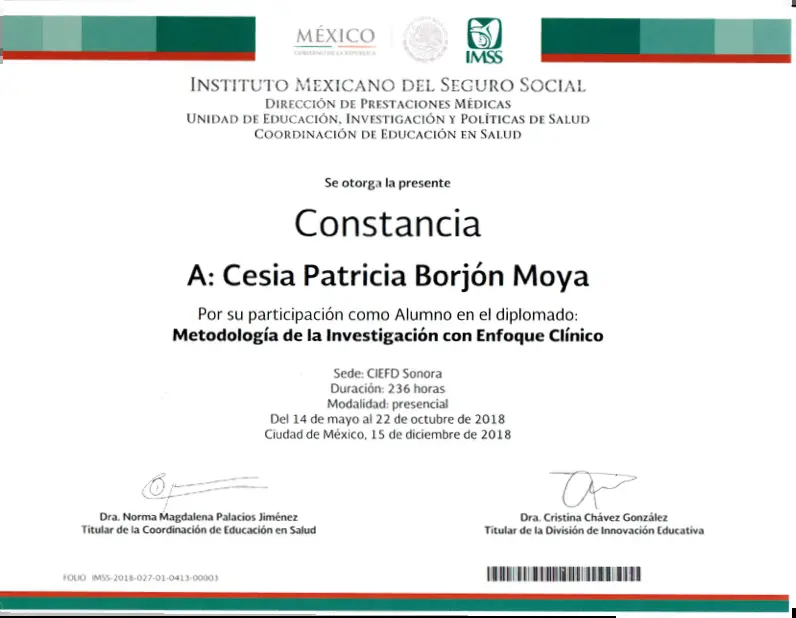 MÉXICO
GOBIERNO DE LA REPÚBLICA
IMSS
INSTITUTO MEXICANO DEL SEGURO SOCIAL
DIRECCIÓN DE PRESTACIONES MÉDICAS
UNIDAD DE EDUCACIÓN, INVESTIGACIÓN Y POLÍTICAS DE SALUD
COORDINACIÓN DE EDUCACIÓN EN SALUD
Se otorga la presente
Constancia
A: Cesia Patricia Borjón Moya
Por su participación como Alumno en el diplomado:
Metodología de la Investigación con Enfoque Clínico
Sede: CIEFD Sonora
Duración: 236 horas
Modalidad: presencial
Del 14 de mayo al 22 de octubre de 2018
Ciudad de México, 15 de diciembre de 2018
Dra. Norma Magdalena Palacios Jiménez
Titular de la Coordinación de Educación en Salud
Dra. Cristina Chávez González
Titular de la División de Innovación Educativa
FOLIO IMSS-2018-027-01-0413-00003